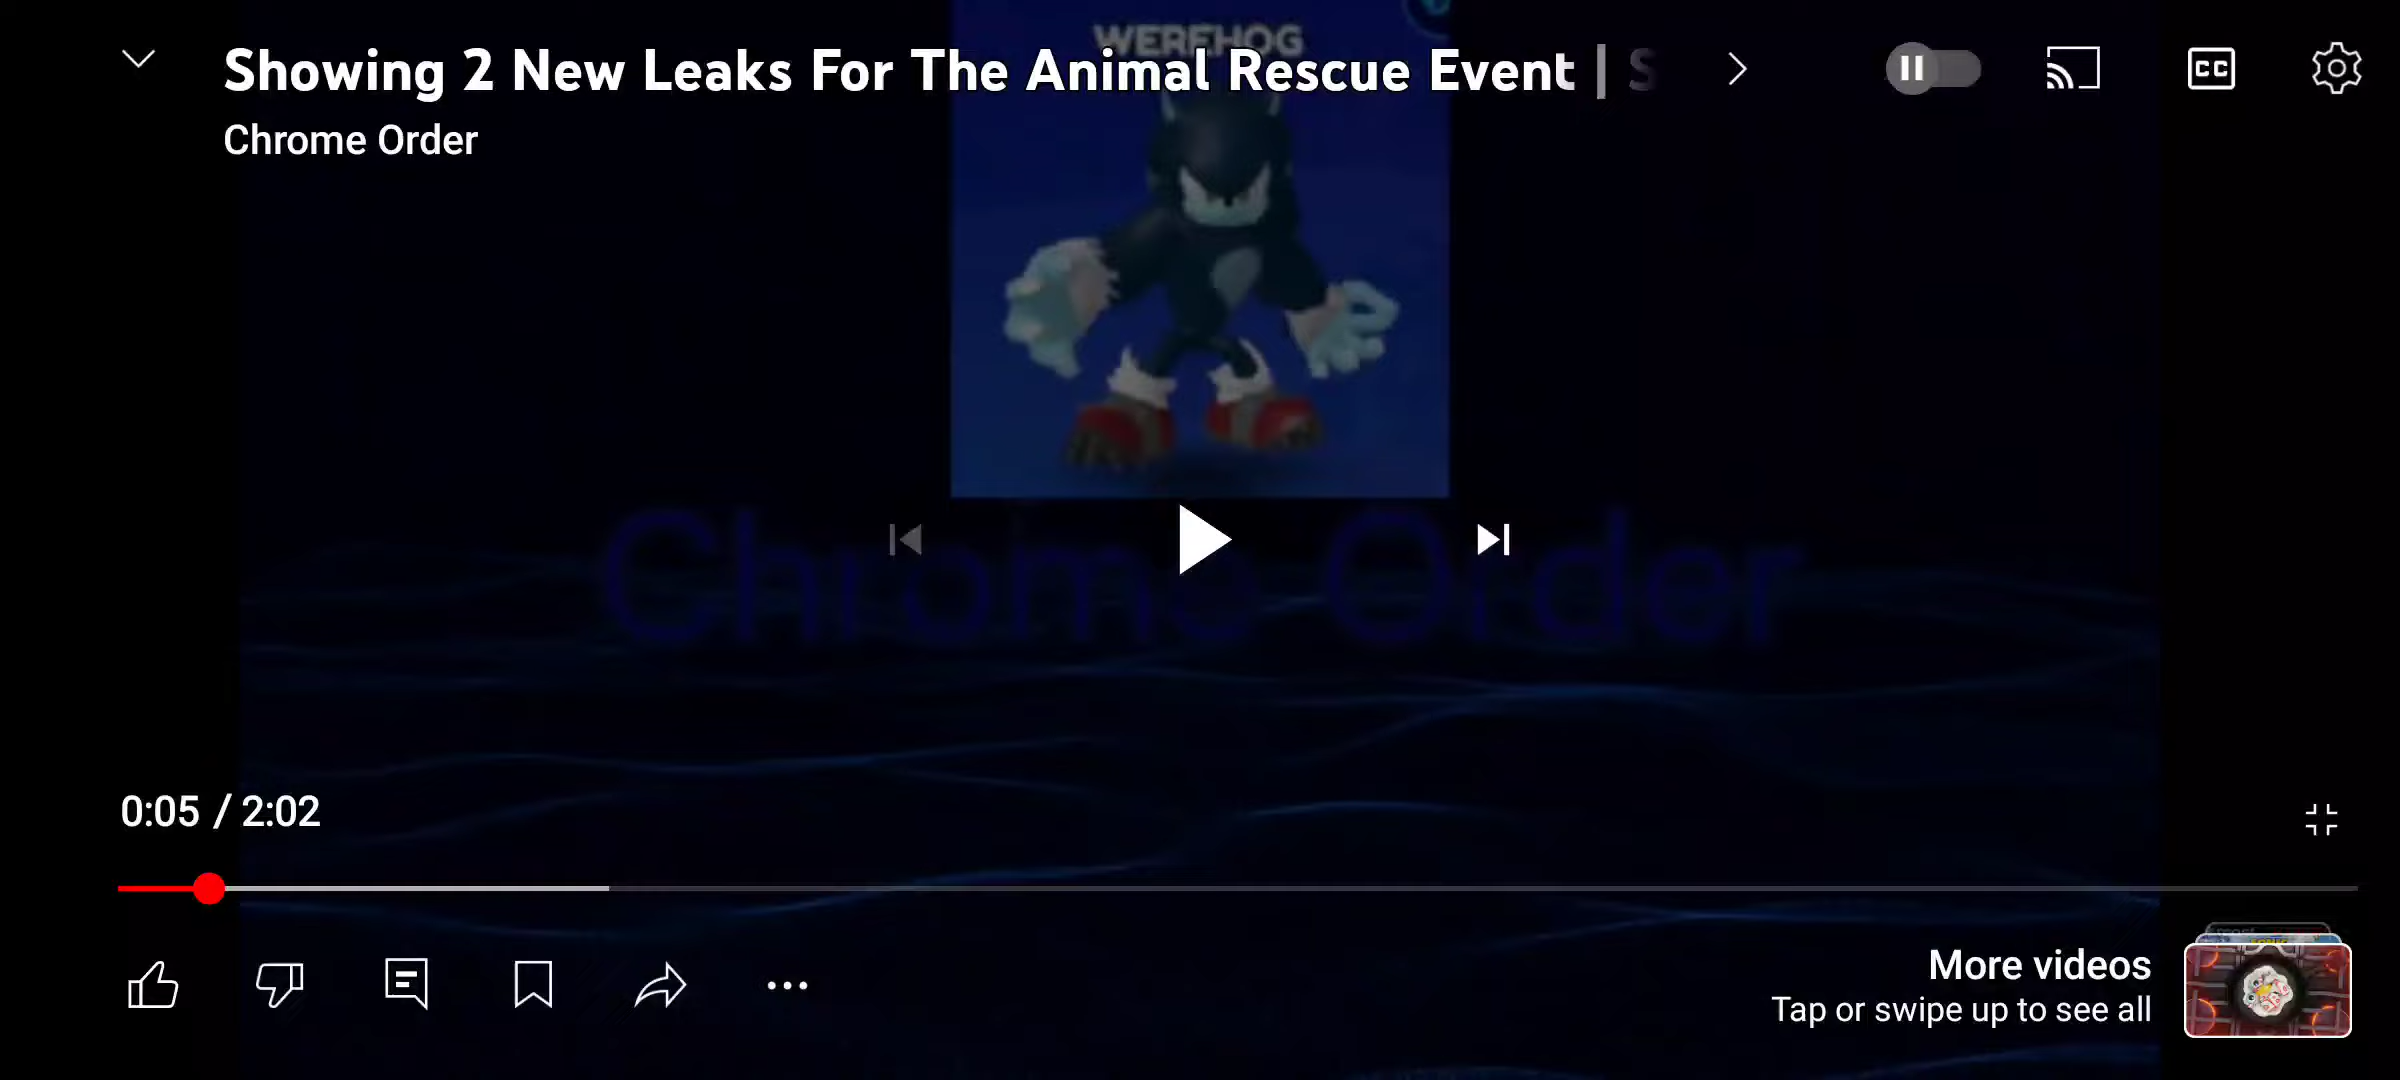 WEREHOG
Showing 2 New Leaks For The Animal Rescue Event | S
CC
Chrome Order
Chrome Order
0:05 / 2:02
More videos
Tap or swipe up to see all